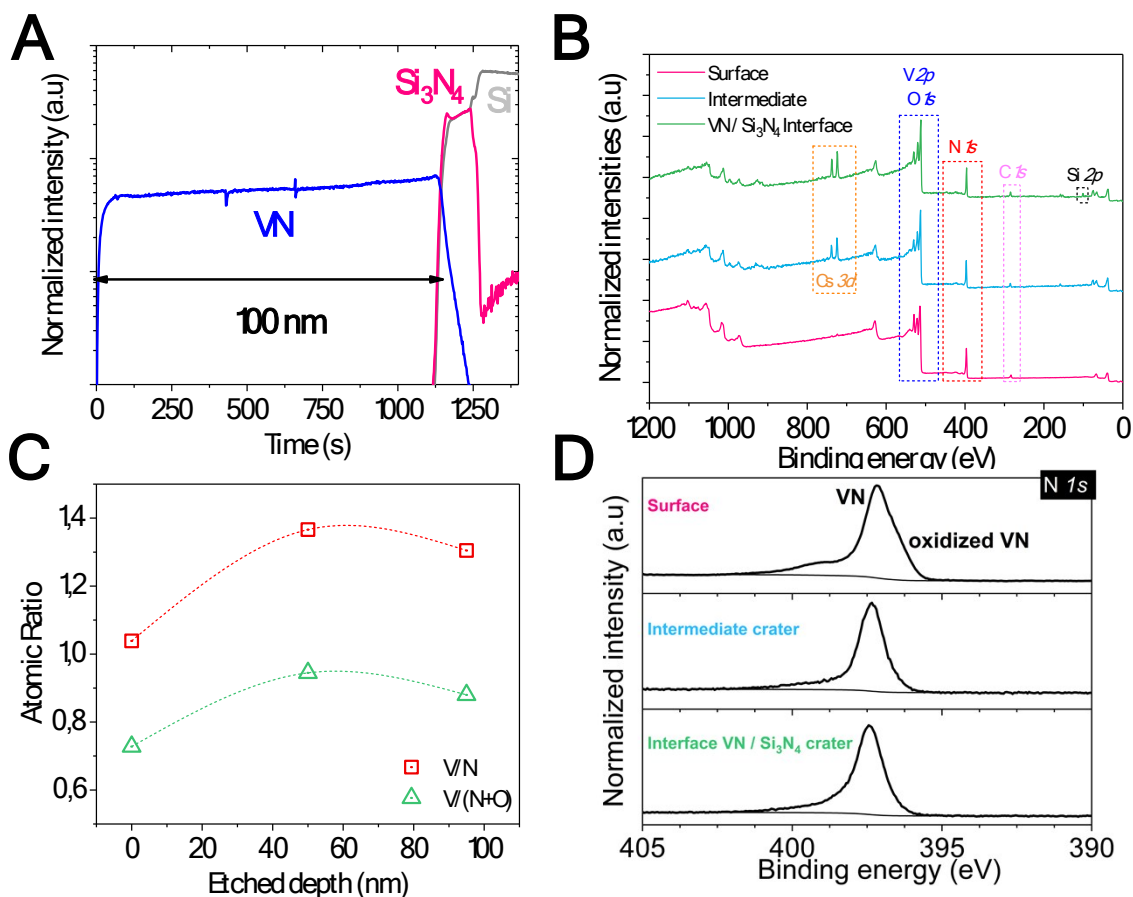 A
Normalized intensity (a.u)
Si3N4
Si
VN
100 nm
0 250 500 750 1000 1250
Time (s)
B
Normalized intensities (a.u)
Surface
Intermediate
VN/ Si3N4 Interface
V 2p
O 1s
N 1s
C 1s
Si 2p
Cs 3d
1200 1000 800 600 400 200 0
Binding energy (eV)
C
Atomic Ratio
1,4
1,2
1,0
0,8
0,6
V/N
V/(N+O)
0 20 40 60 80 100
Etched depth (nm)
D
Normalized intensity (a.u)
N 1s
Surface
VN
oxidized VN
Intermediate crater
Interface VN / Si3N4 crater
405 400 395 390
Binding energy (eV)